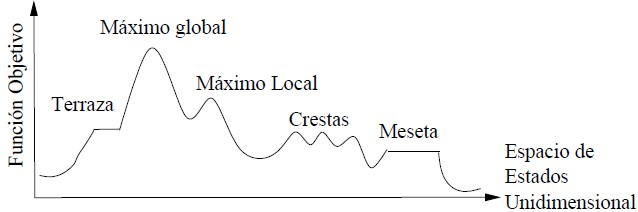 Función Objetivo
Máximo global
Máximo Local
Terraza
Crestas
Meseta
Espacio de
Estados
Unidimensional